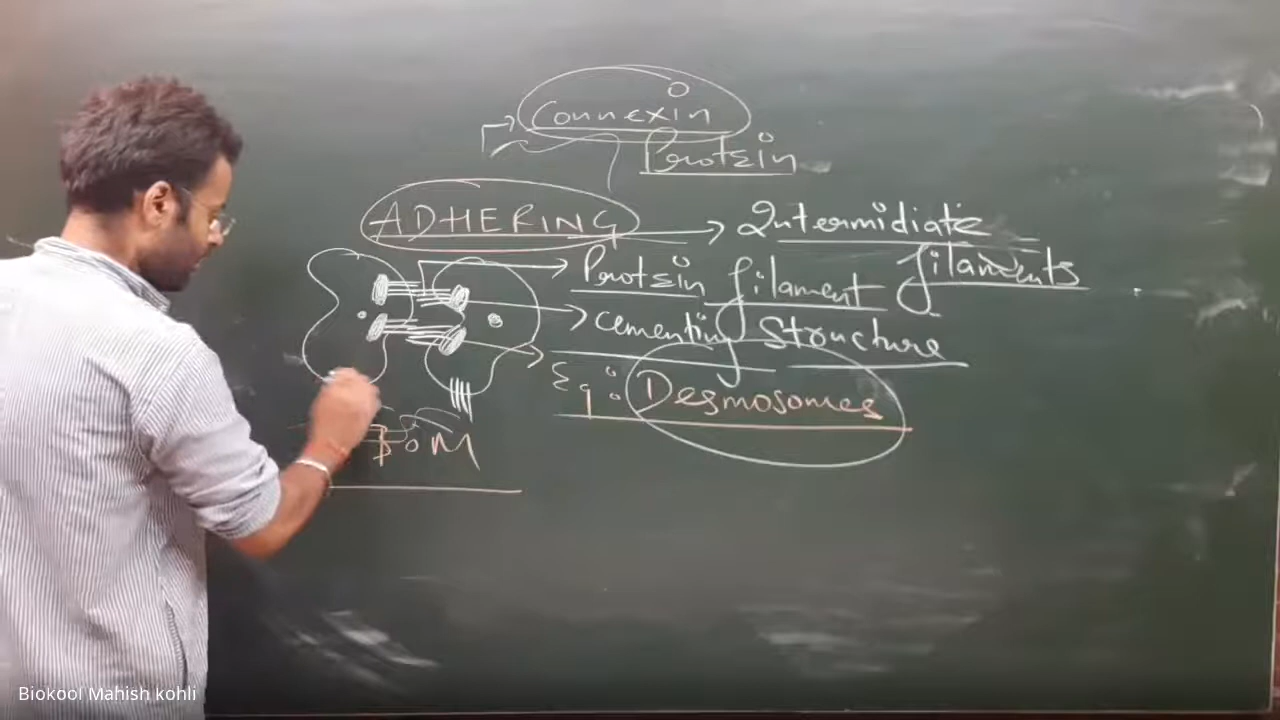 Connexin
Protein
ADHERING → Intermidiate
filaments
Protein filament
cementing Structure
Eg: Desmosomes
Biokool Mahish kohli